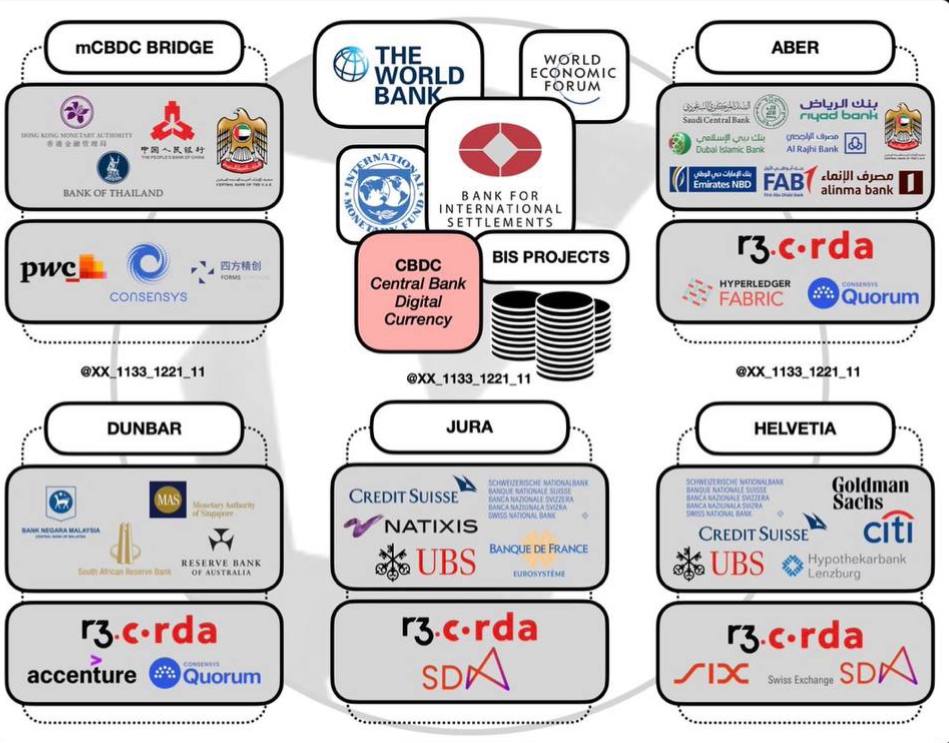 mCBDC BRIDGE
HONG KONG MONETARY AUTHORITY
香港金融管理局
中国人民银行
THE PEOPLE'S BANK OF CHINA
CENTRAL BANK OF THE U.A.E.
BANK OF THAILAND
pwc
CONSENSYS
四方精创
FORMS
@XX_1133_1221_11
THE
WORLD
BANK
WORLD
ECONOMIC
FORUM
INTERNATIONAL
MONETARY FUND
BANK FOR
INTERNATIONAL
SETTLEMENTS
CBDC
Central Bank
Digital
Currency
BIS PROJECTS
@XX_1133_1221_11
ABER
Saudi Central Bank
بنك الرياض
riyad bank
بنك دبي الإسلامي
Dubai Islamic Bank
مصرف الراجحي
Al Rajhi Bank
CENTRAL BANK OF THE U.A.E.
بنك الإمارات دبي الوطني
Emirates NBD
FAB
First Abu Dhabi Bank
مصرف الإنماء
alinma bank
r3.c•rda
HYPERLEDGER
FABRIC
CONSENSYS
Quorum
@XX_1133_1221_11
DUNBAR
BANK NEGARA MALAYSIA
CENTRAL BANK OF MALAYSIA
MAS
Monetary Authority
of Singapore
South African Reserve Bank
RESERVE BANK
OF AUSTRALIA
r3.c•rda
accenture
CONSENSYS
Quorum
JURA
CREDIT SUISSE
SCHWEIZERISCHE NATIONALBANK
BANQUE NATIONALE SUISSE
BANCA NAZIONALE SVIZZERA
BANCA NAZIUNALA SVIZRA
SWISS NATIONAL BANK
NATIXIS
UBS
BANQUE DE FRANCE
EUROSYSTÈME
r3.c•rda
SDX
HELVETIA
SCHWEIZERISCHE NATIONALBANK
BANQUE NATIONALE SUISSE
BANCA NAZIONALE SVIZZERA
BANCA NAZIUNALA SVIZRA
SWISS NATIONAL BANK
Goldman
Sachs
CREDIT SUISSE
citi
UBS
Hypothekarbank
Lenzburg
r3.c•rda
SIX
Swiss Exchange
SDX